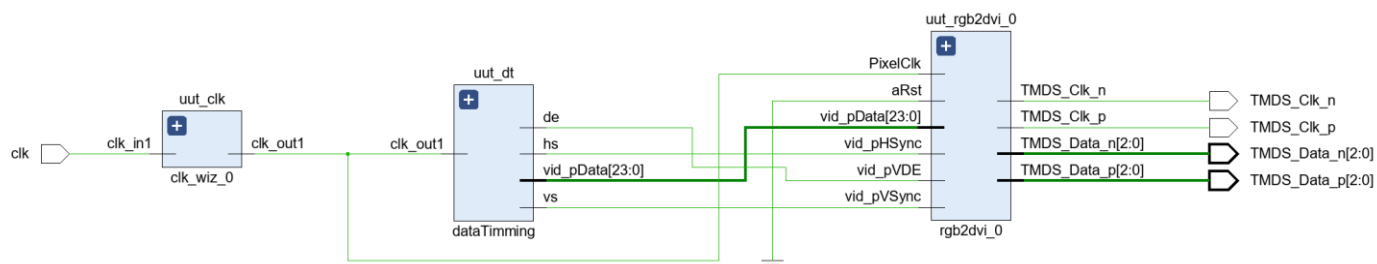 uut_rgb2dvi_0
uut_dt
PixelClk
uut_clk
aRst
TMDS_Clk_n
TMDS_Clk_n
de
vid_pData[23:0]
TMDS_Clk_p
TMDS_Clk_p
clk
clk_in1
clk_out1
clk_out1
hs
vid_pHSync
TMDS_Data_n[2:0]
TMDS_Data_n[2:0]
clk_wiz_0
vid_pData[23:0]
vid_pVDE
TMDS_Data_p[2:0]
TMDS_Data_p[2:0]
vs
vid_pVSync
dataTimming
rgb2dvi_0